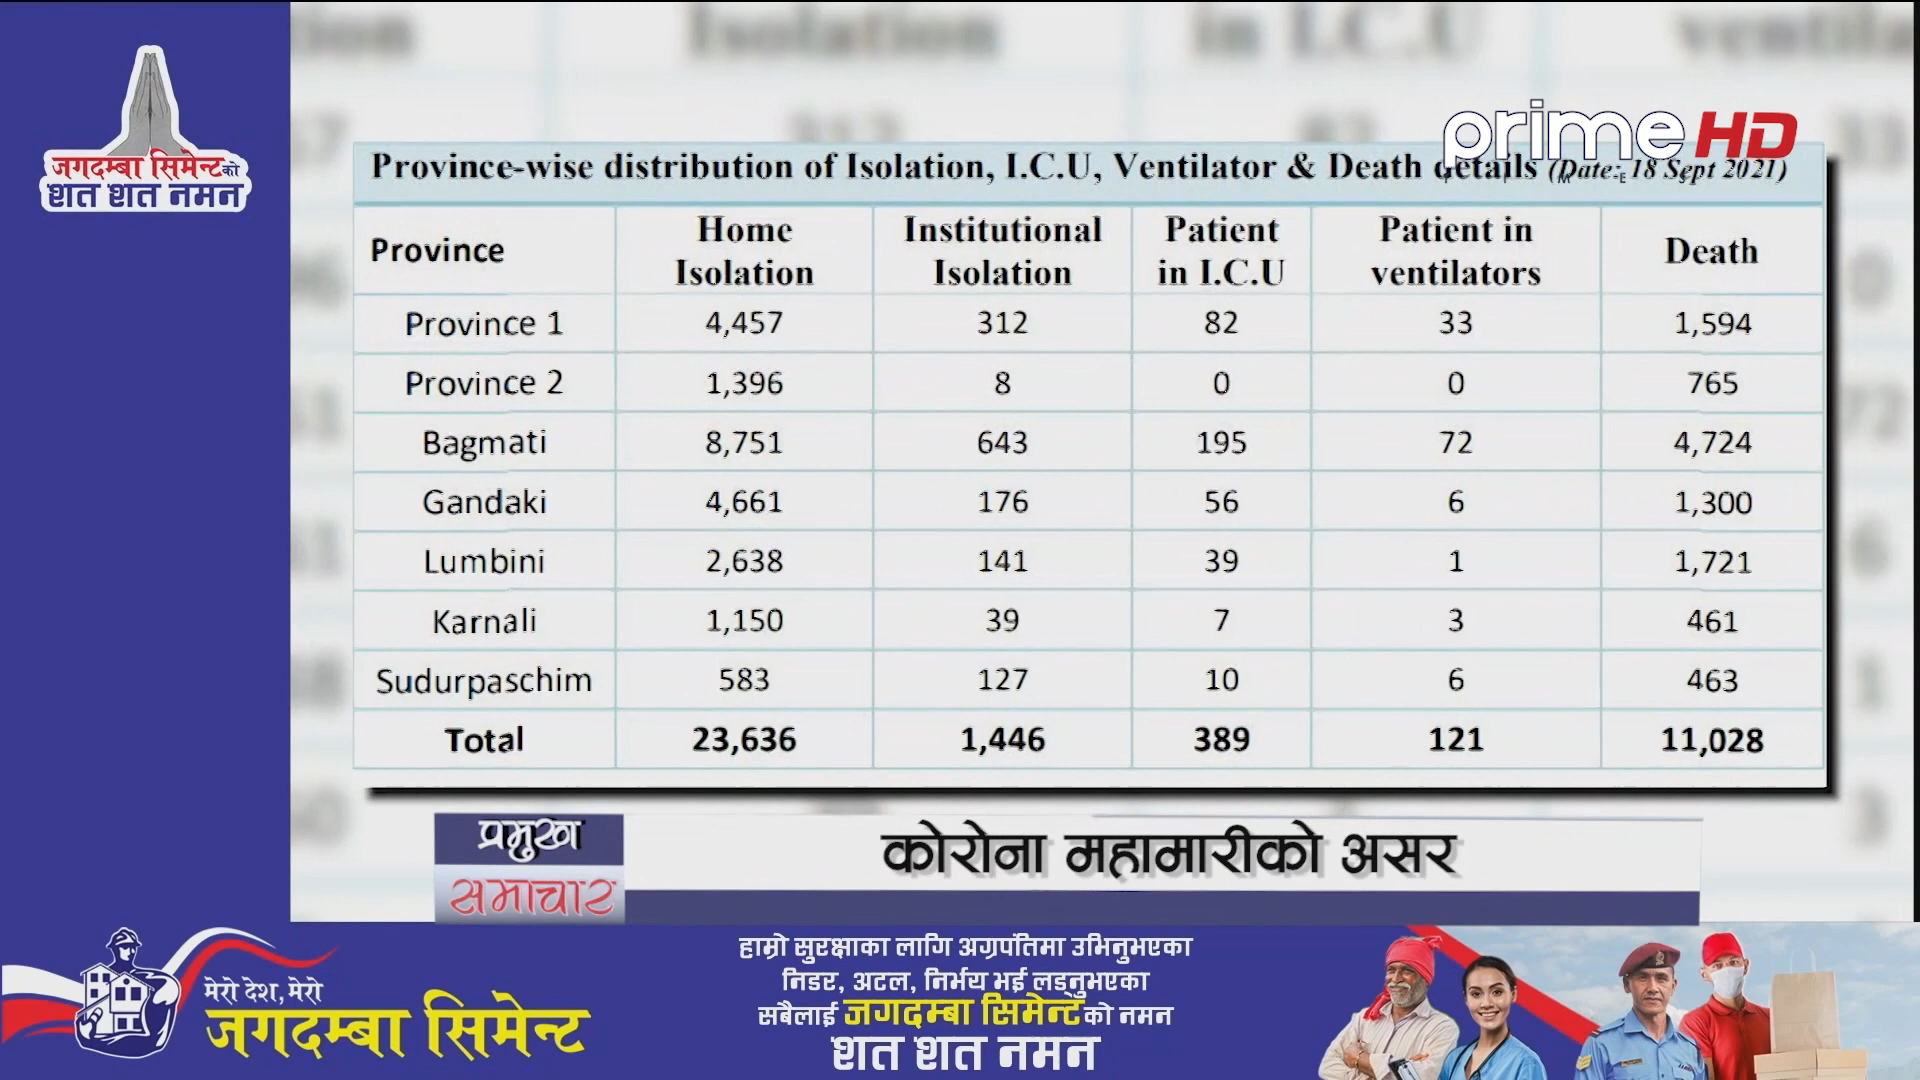 जगदम्बा सिमेन्टको
शत शत नमन
prime HD
Province-wise distribution of Isolation, I.C.U, Ventilator & Death details (Date: 18 Sept 2021)
Province Home Isolation Institutional Isolation Patient in I.C.U Patient in ventilators Death
Province 1 4,457 312 82 33 1,594
Province 2 1,396 8 0 0 765
Bagmati 8,751 643 195 72 4,724
Gandaki 4,661 176 56 6 1,300
Lumbini 2,638 141 39 1 1,721
Karnali 1,150 39 7 3 461
Sudurpaschim 583 127 10 6 463
Total 23,636 1,446 389 121 11,028
प्रमुख
समाचार
कोरोना महामारीको असर
मेरो देश, मेरो
जगदम्बा सिमेन्ट
हाम्रो सुरक्षाका लागि अग्रपंतिमा उभिनुभएका
निडर, अटल, निर्भय भई लड्नुभएका
सबैलाई जगदम्बा सिमेन्टको नमन
शत शत नमन